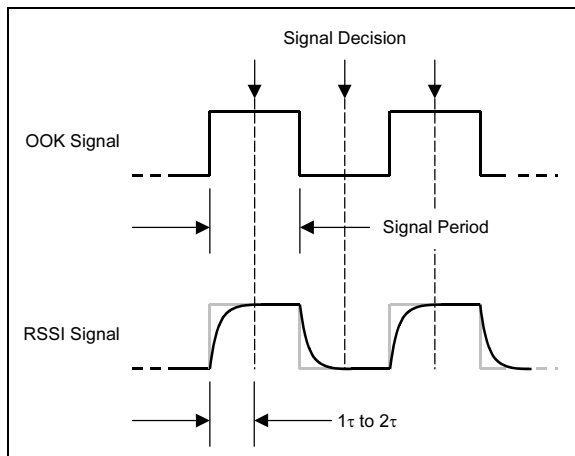 Signal Decision
OOK Signal
Signal Period
RSSI Signal
1τ to 2τ